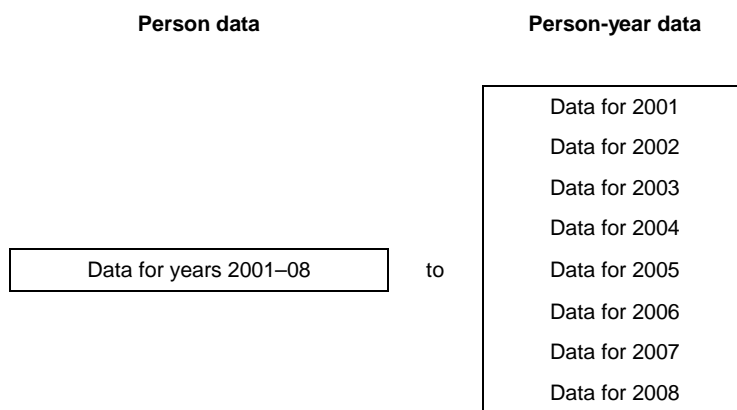 Person data Person-year data
Data for 2001
Data for 2002
Data for 2003
Data for 2004
Data for years 2001–08 to Data for 2005
Data for 2006
Data for 2007
Data for 2008